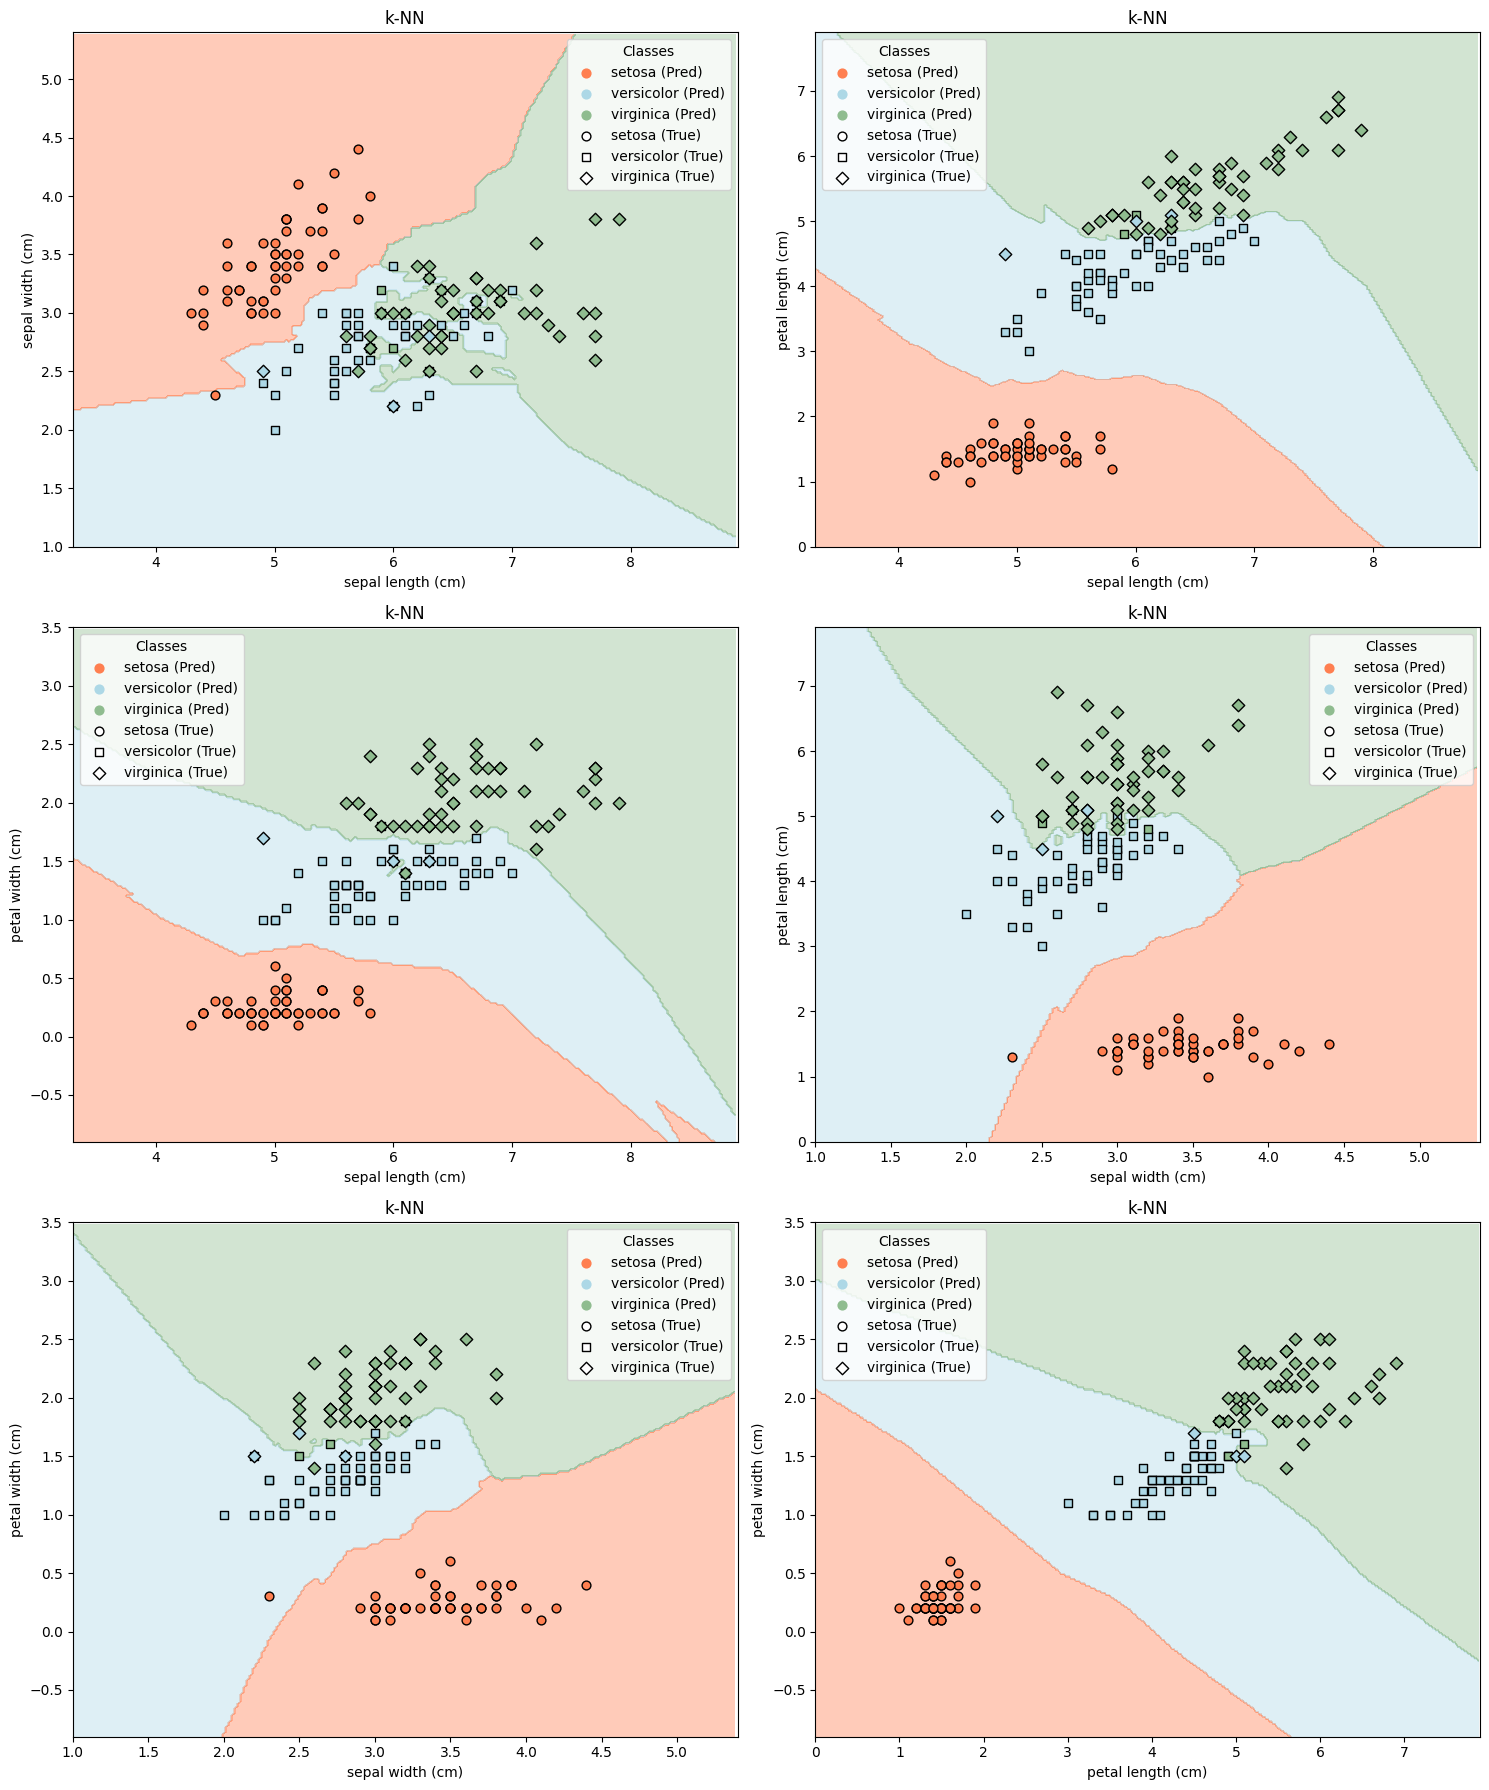 k-NN
Classes
setosa (Pred)
versicolor (Pred)
virginica (Pred)
setosa (True)
versicolor (True)
virginica (True)
sepal width (cm)
5.0
4.5
4.0
3.5
3.0
2.5
2.0
1.5
1.0
4 5 6 7 8
sepal length (cm)
k-NN
Classes
setosa (Pred)
versicolor (Pred)
virginica (Pred)
setosa (True)
versicolor (True)
virginica (True)
petal length (cm)
7
6
5
4
3
2
1
0
4 5 6 7 8
sepal length (cm)
k-NN
Classes
setosa (Pred)
versicolor (Pred)
virginica (Pred)
setosa (True)
versicolor (True)
virginica (True)
petal width (cm)
3.5
3.0
2.5
2.0
1.5
1.0
0.5
0.0
−0.5
4 5 6 7 8
sepal length (cm)
k-NN
Classes
setosa (Pred)
versicolor (Pred)
virginica (Pred)
setosa (True)
versicolor (True)
virginica (True)
petal length (cm)
7
6
5
4
3
2
1
0
1.0 1.5 2.0 2.5 3.0 3.5 4.0 4.5 5.0
sepal width (cm)
k-NN
Classes
setosa (Pred)
versicolor (Pred)
virginica (Pred)
setosa (True)
versicolor (True)
virginica (True)
petal width (cm)
3.5
3.0
2.5
2.0
1.5
1.0
0.5
0.0
−0.5
1.0 1.5 2.0 2.5 3.0 3.5 4.0 4.5 5.0
sepal width (cm)
k-NN
Classes
setosa (Pred)
versicolor (Pred)
virginica (Pred)
setosa (True)
versicolor (True)
virginica (True)
petal width (cm)
3.5
3.0
2.5
2.0
1.5
1.0
0.5
0.0
−0.5
0 1 2 3 4 5 6 7
petal length (cm)